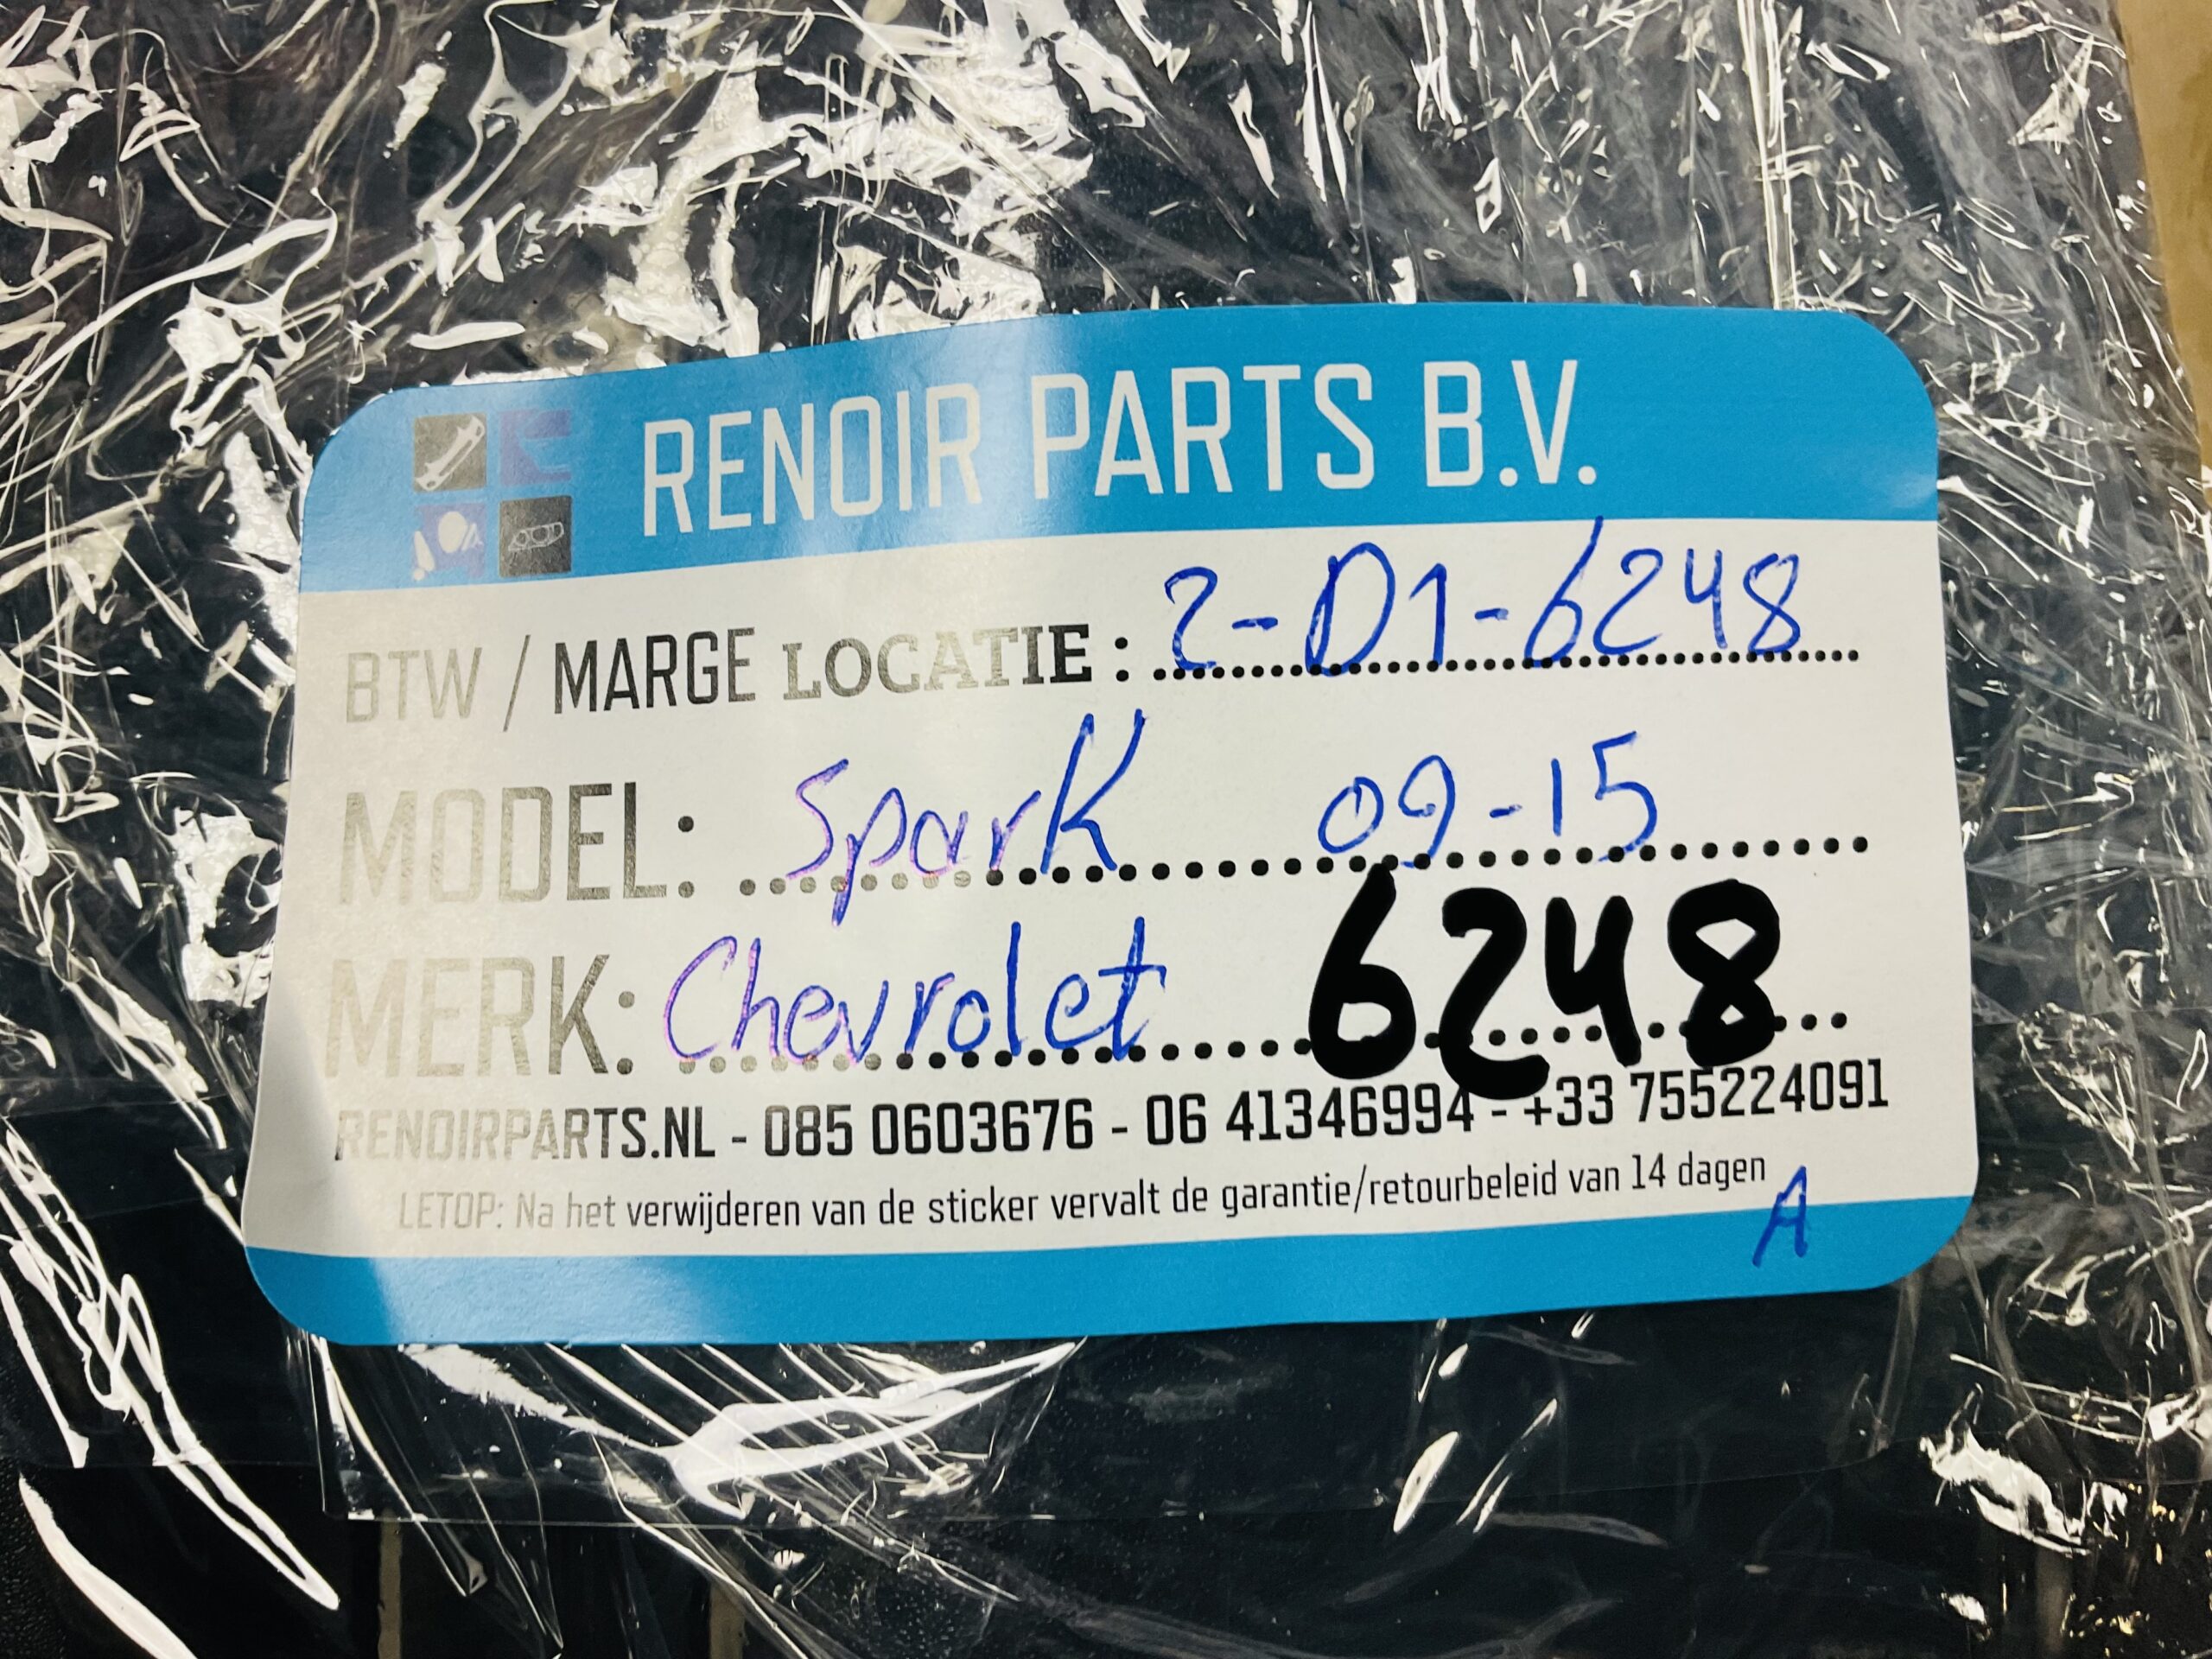 RENOIR PARTS B.V.
BTW / MARGE LOCATIE : 2-D1-6248
MODEL: Spark 09-15
MERK: Chevrolet 6248
RENOIRPARTS.NL - 085 0603676 - 06 41346994 - +33 755224091
LETOP: Na het verwijderen van de sticker vervalt de garantie/retourbeleid van 14 dagen
A